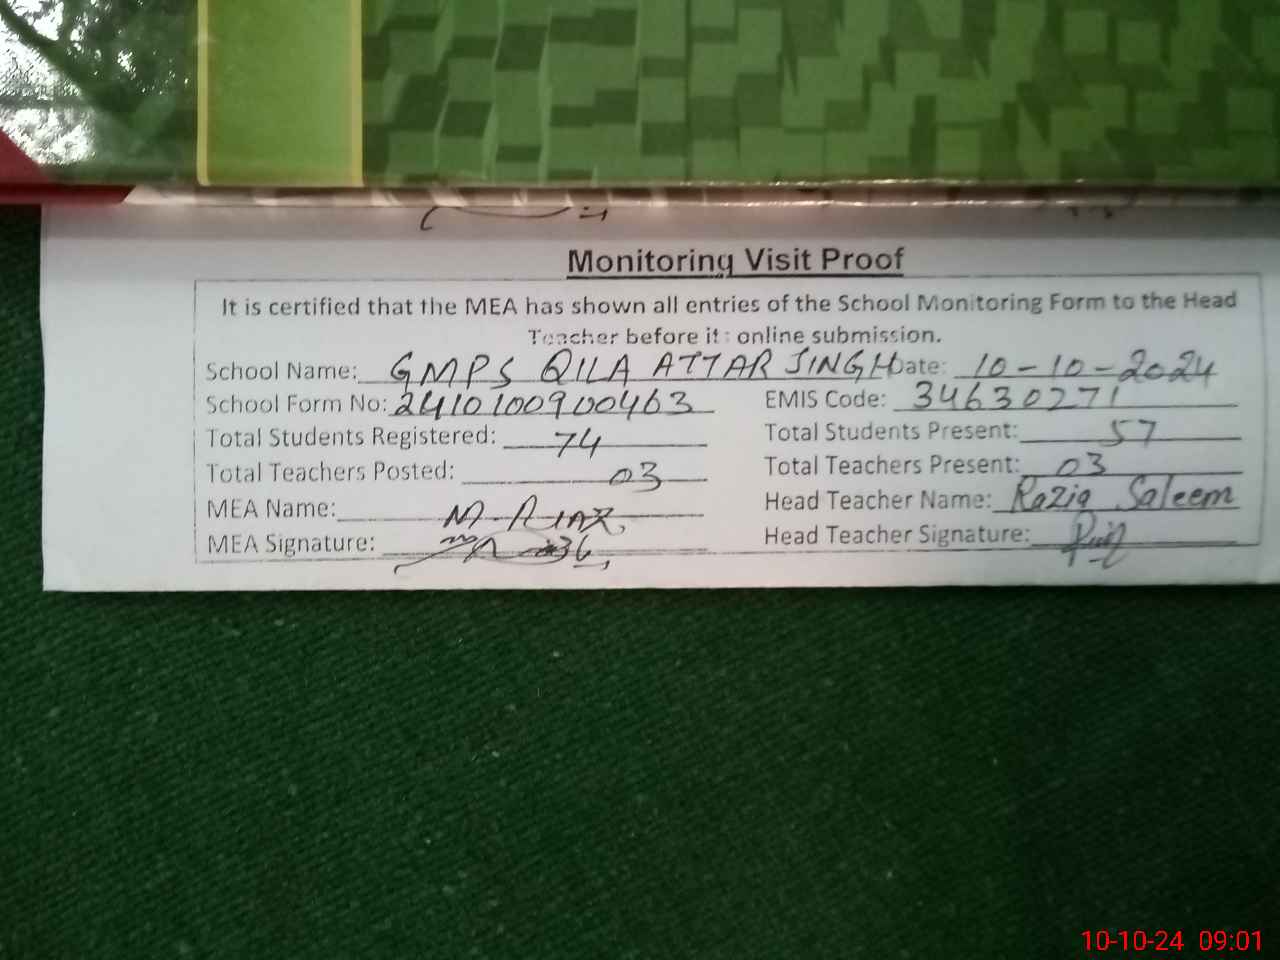 Monitoring Visit Proof
It is certified that the MEA has shown all entries of the School Monitoring Form to the Head
Teacher before it: online submission.
School Name: GMPS QILA ATTAR SINGH Date: 10-10-2024
School Form No: 2410100900463 EMIS Code: 34630271
Total Students Registered: 74 Total Students Present: 57
Total Teachers Posted: 03 Total Teachers Present: 03
MEA Name: M. Riaz Head Teacher Name: Razia Saleem
MEA Signature: Head Teacher Signature:
10-10-24 09:01